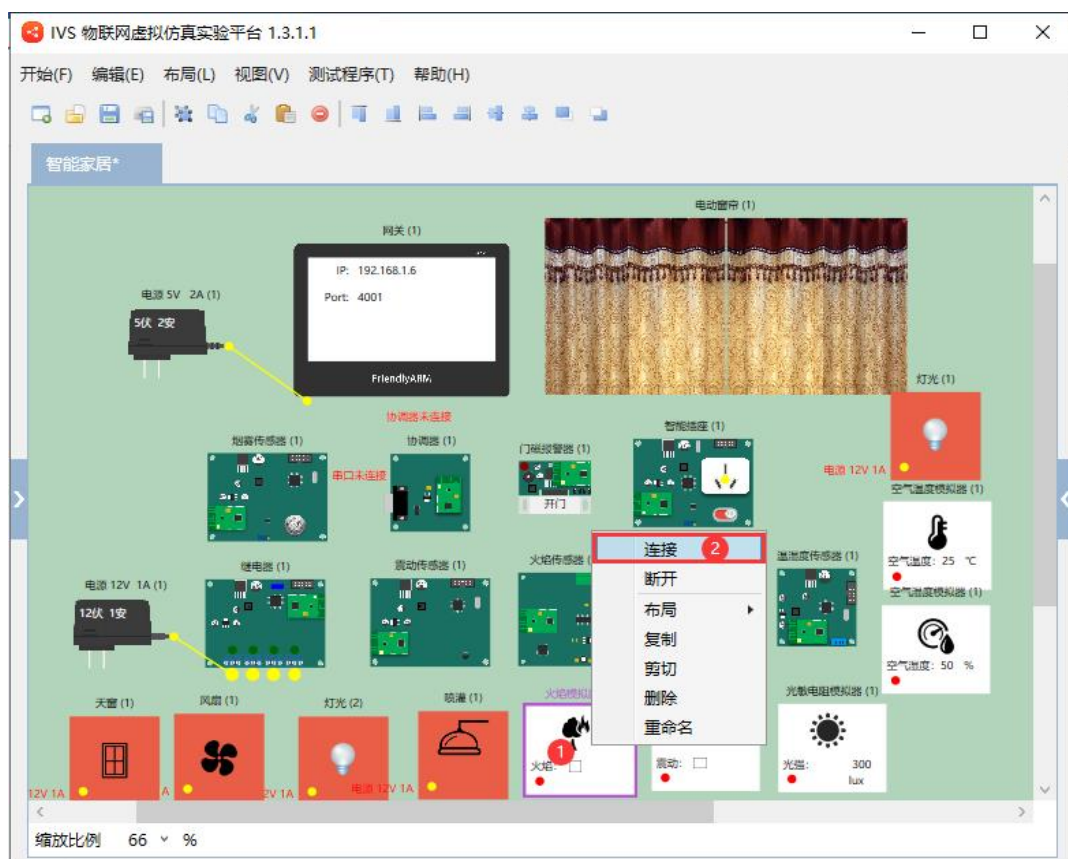 IVS 物联网虚拟仿真实验平台 1.3.1.1
开始(F) 编辑(E) 布局(L) 视图(V) 测试程序(T) 帮助(H)
智能家居*
电动窗帘 (1)
网关 (1)
IP: 192.168.1.6
Port: 4001
FriendlyARM
电源 5V 2A (1)
5伏 2安
灯光 (1)
协调器未连接
烟雾传感器 (1)
协调器 (1)
门磁报警器 (1)
智能插座 (1)
串口未连接
开门
电源 12V 1A
空气温度模拟器 (1)
空气温度: 25 ℃
连接 2
断开
布局
复制
剪切
删除
重命名
继电器 (1)
震动传感器 (1)
火焰传感器
温湿度传感器 (1)
电源 12V 1A (1)
12伏 1安
空气湿度模拟器 (1)
空气湿度: 50 %
天窗 (1)
风扇 (1)
灯光 (2)
喷灌 (1)
火焰模拟
光敏电阻模拟器 (1)
1
火焰:
震动:
光强: 300
lux
12V 1A
A
2V 1A
电源 12V 1A
缩放比例 66 %